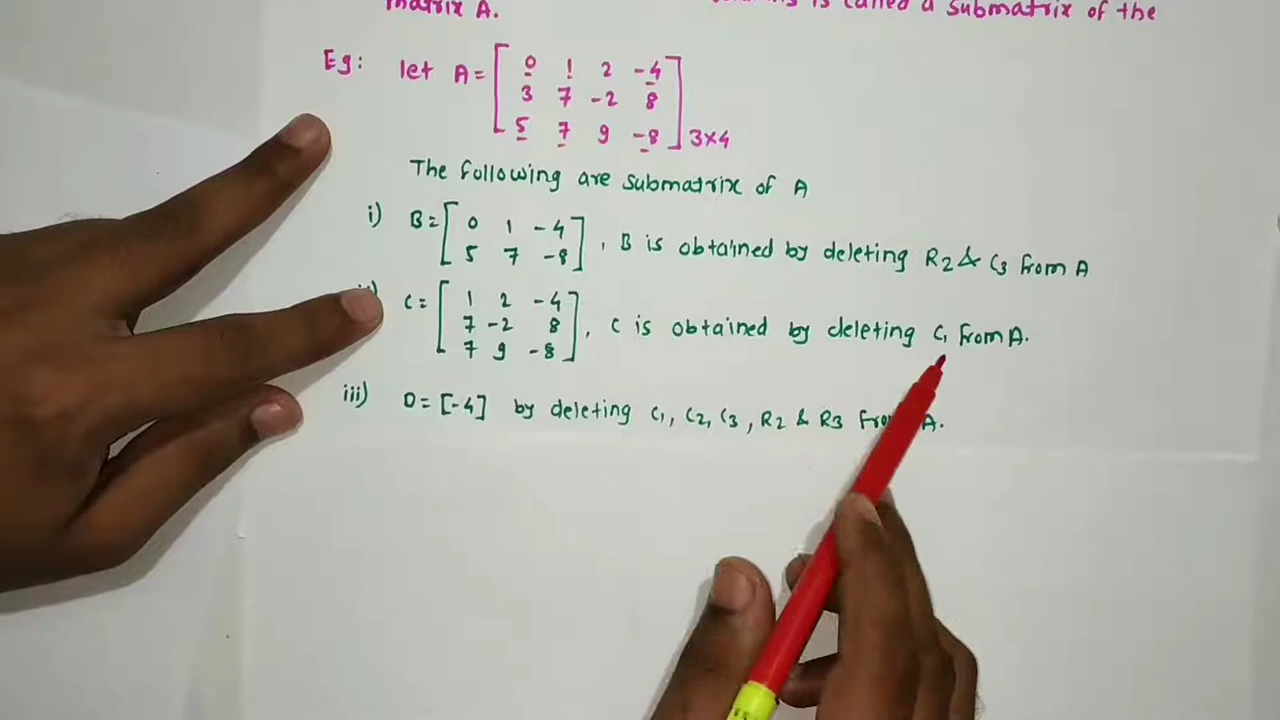 matrix A. is called a submatrix of the
Eg: let A = [ 0 1 2 -4
3 7 -2 8
5 7 9 -8 ] 3×4
The following are submatrix of A
i) B = [ 0 1 -4
5 7 -8 ] , B is obtained by deleting R2 & C3 from A
C = [ 1 2 -4
7 -2 8
7 9 -8 ] , C is obtained by deleting C1 from A.
iii) D = [-4] by deleting C1, C2, C3, R2 & R3 from A.